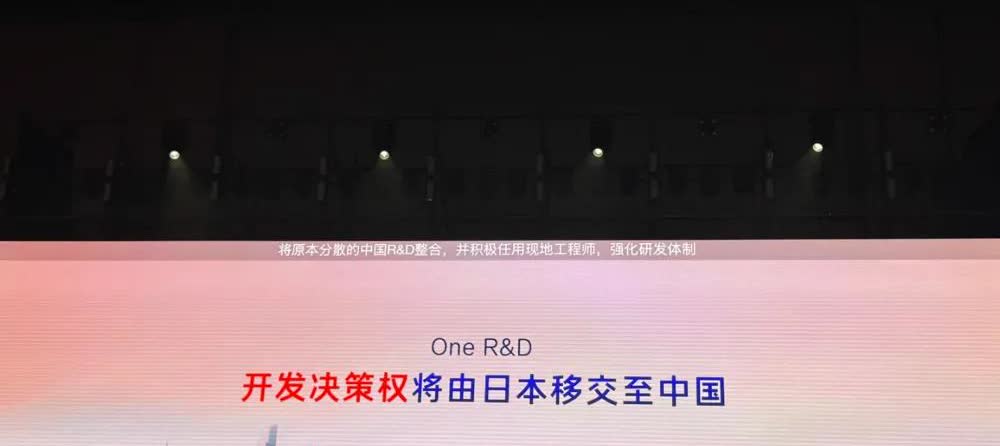 将原本分散的中国R&D整合，并积极任用现地工程师，强化研发体制
One R&D
开发决策权将由日本移交至中国